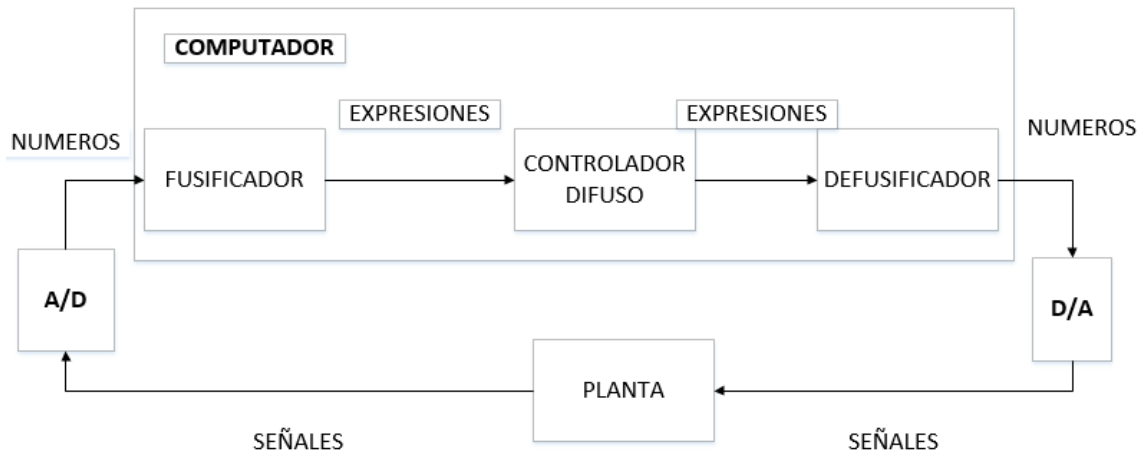 COMPUTADOR
EXPRESIONES
EXPRESIONES
NUMEROS
NUMEROS
FUSIFICADOR
CONTROLADOR
DIFUSO
DEFUSIFICADOR
A/D
D/A
PLANTA
SEÑALES
SEÑALES